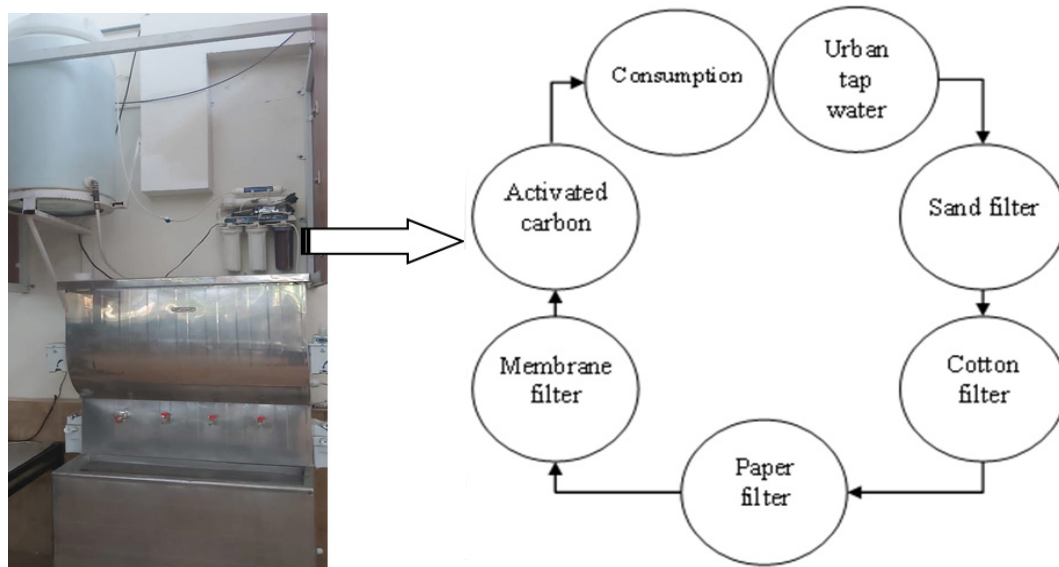 Urban
tap
water
Sand filter
Cotton
filter
Paper
filter
Membrane
filter
Activated
carbon
Consumption